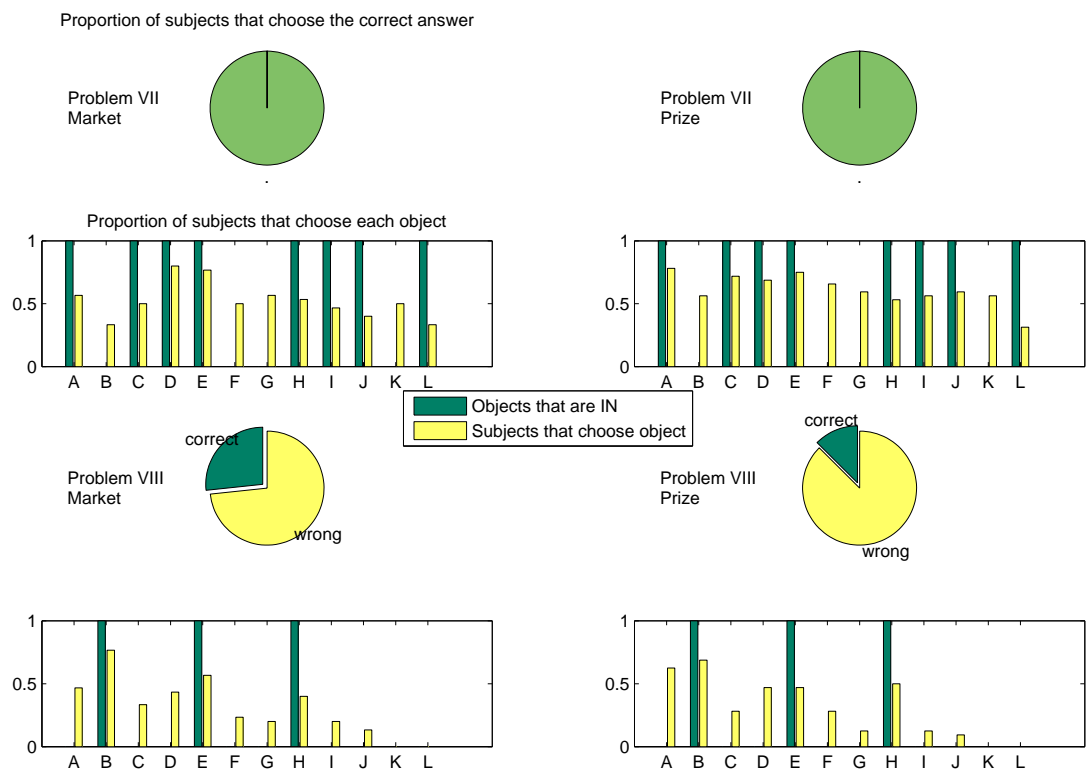 Proportion of subjects that choose the correct answer
Problem VII
Market
.
Problem VII
Prize
.
Proportion of subjects that choose each object
1
0.5
0
A B C D E F G H I J K L
1
0.5
0
A B C D E F G H I J K L
Objects that are IN
Subjects that choose object
Problem VIII
Market
correct
wrong
Problem VIII
Prize
correct
wrong
1
0.5
0
A B C D E F G H I J K L
1
0.5
0
A B C D E F G H I J K L